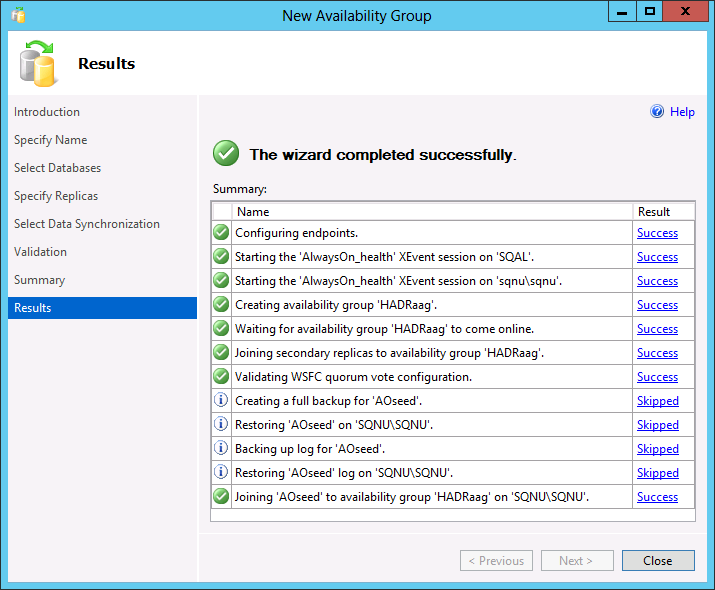 New Availability Group
Results
Introduction
Specify Name
Select Databases
Specify Replicas
Select Data Synchronization
Validation
Summary
Results
Help
The wizard completed successfully.
Summary:
Name Result
Configuring endpoints. Success
Starting the 'AlwaysOn_health' XEvent session on 'SQAL'. Success
Starting the 'AlwaysOn_health' XEvent session on 'sqnu\sqnu'. Success
Creating availability group 'HADRaag'. Success
Waiting for availability group 'HADRaag' to come online. Success
Joining secondary replicas to availability group 'HADRaag'. Success
Validating WSFC quorum vote configuration. Success
Creating a full backup for 'AOseed'. Skipped
Restoring 'AOseed' on 'SQNU\SQNU'. Skipped
Backing up log for 'AOseed'. Skipped
Restoring 'AOseed' log on 'SQNU\SQNU'. Skipped
Joining 'AOseed' to availability group 'HADRaag' on 'SQNU\SQNU'. Success
< Previous Next > Close